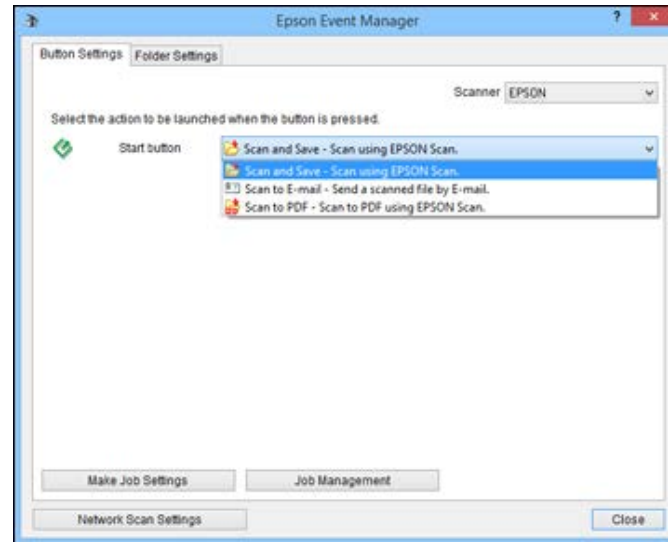 Epson Event Manager
Button Settings Folder Settings
Scanner EPSON
Select the action to be launched when the button is pressed.
Start button Scan and Save - Scan using EPSON Scan.
Scan and Save - Scan using EPSON Scan.
Scan to E-mail - Send a scanned file by E-mail.
Scan to PDF - Scan to PDF using EPSON Scan.
Make Job Settings Job Management
Network Scan Settings Close